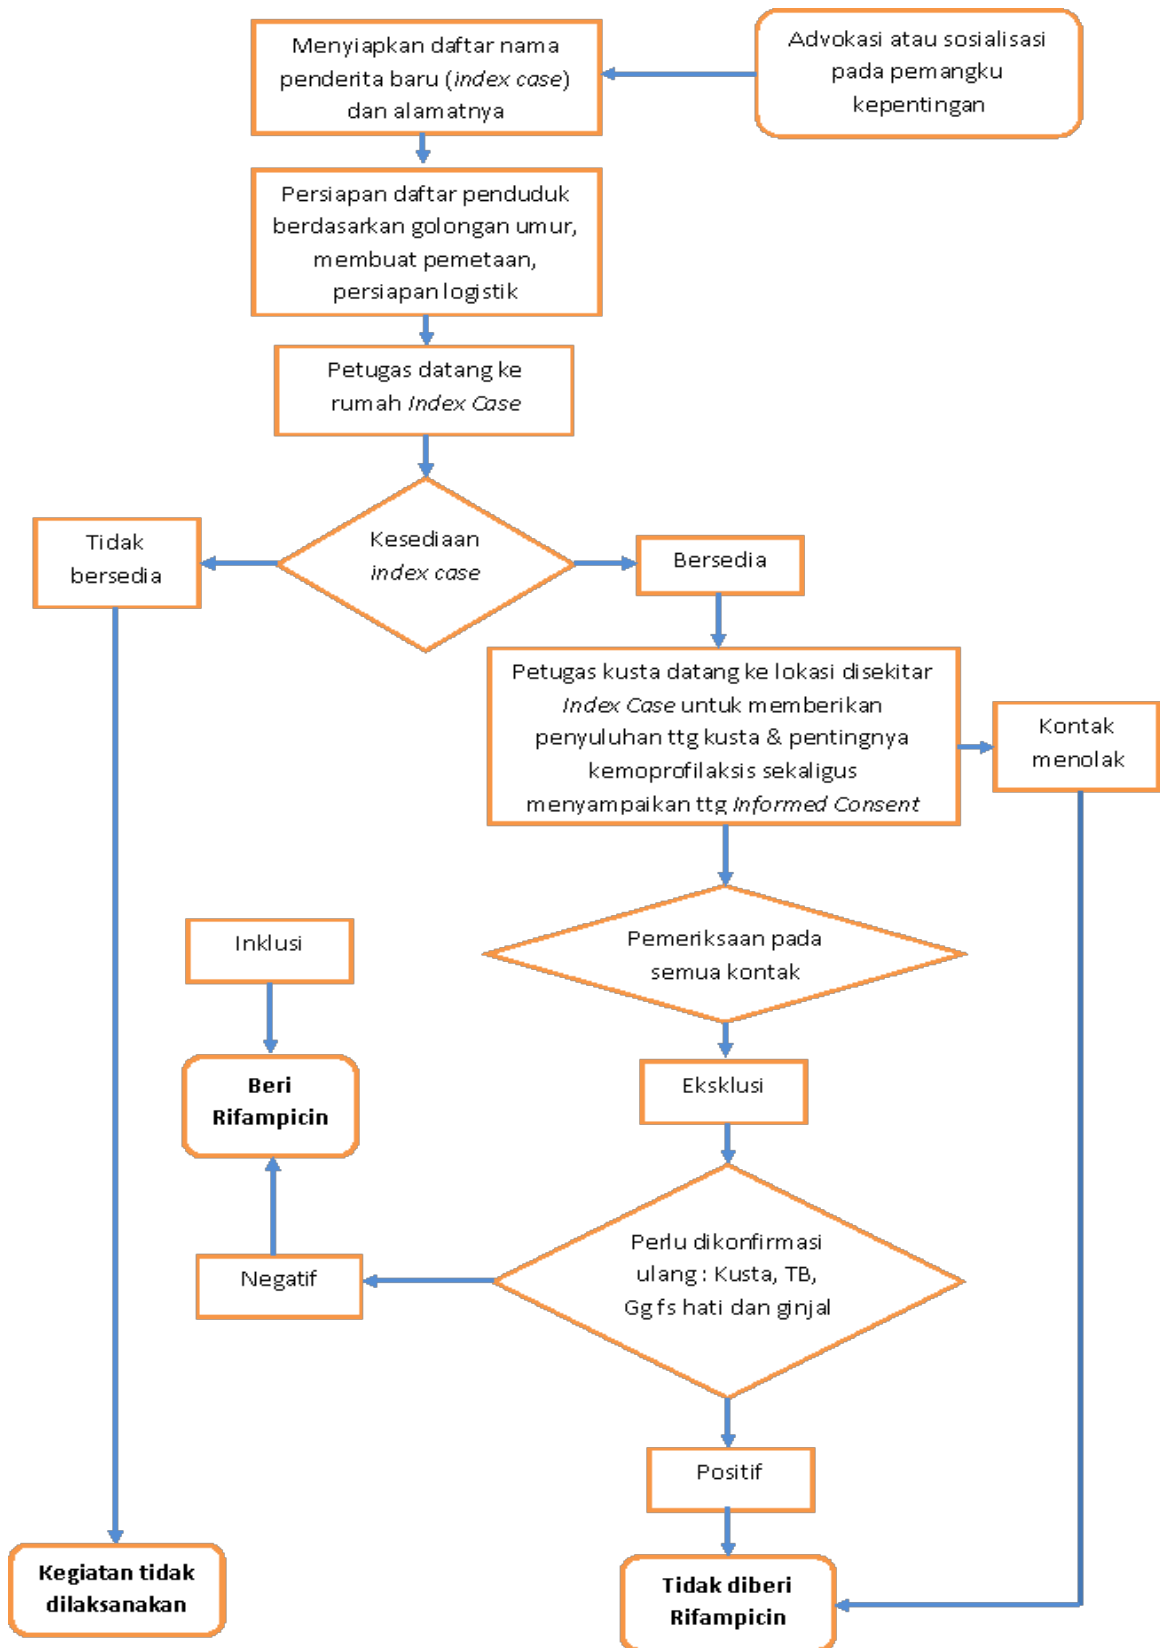 Advokasi atau sosialisasi
pada pemangku
kepentingan
Menyiapkan daftar nama
penderita baru (index case)
dan alamatnya
Persiapan daftar penduduk
berdasarkan golongan umur,
membuat pemetaan,
persiapan logistik
Petugas datang ke
rumah Index Case
Kesediaan
index case
Tidak
bersedia
Bersedia
Petugas kusta datang ke lokasi disekitar
Index Case untuk memberikan
penyuluhan ttg kusta & pentingnya
kemoprofilaksis sekaligus
menyampaikan ttg Informed Consent
Kontak
menolak
Pemeriksaan pada
semua kontak
Inklusi
Beri
Rifampicin
Eksklusi
Perlu dikonfirmasi
ulang : Kusta, TB,
Gg fs hati dan ginjal
Negatif
Positif
Kegiatan tidak
dilaksanakan
Tidak diberi
Rifampicin